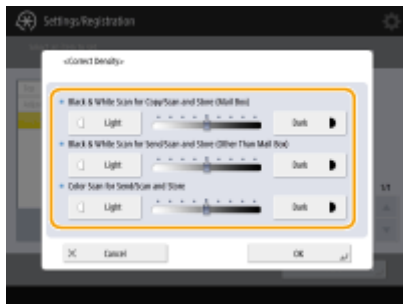 Settings/Registration
<Correct Density>
Black & White Scan for Copy/Scan and Store (Mail Box)
Light
Dark
Black & White Scan for Send/Scan and Store (Other Than Mail Box)
Light
Dark
Color Scan for Send/Scan and Store
Light
Dark
1/1
Cancel
OK